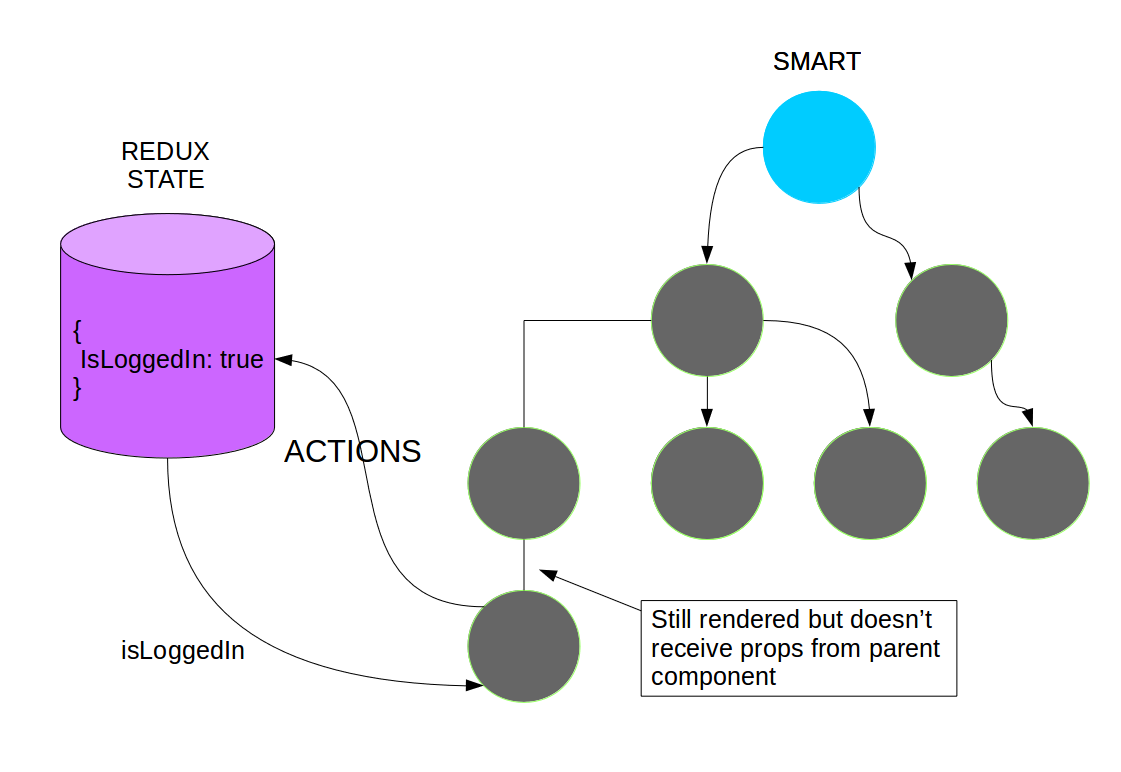 SMART
REDUX
STATE
{
IsLoggedIn: true
}
ACTIONS
isLoggedIn
Still rendered but doesn’t
receive props from parent
component